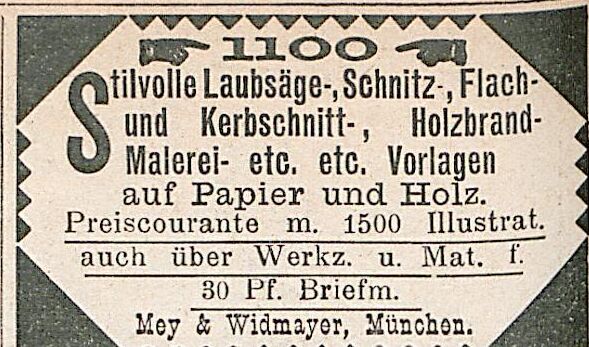 1100
Stilvolle Laubsäge-, Schnitz-, Flach-
und Kerbschnitt-, Holzbrand-
Malerei- etc. etc. Vorlagen
auf Papier und Holz.
Preiscourante m. 1500 Illustrat.
auch über Werkz. u. Mat. f.
30 Pf. Briefm.
Mey & Widmayer, München.